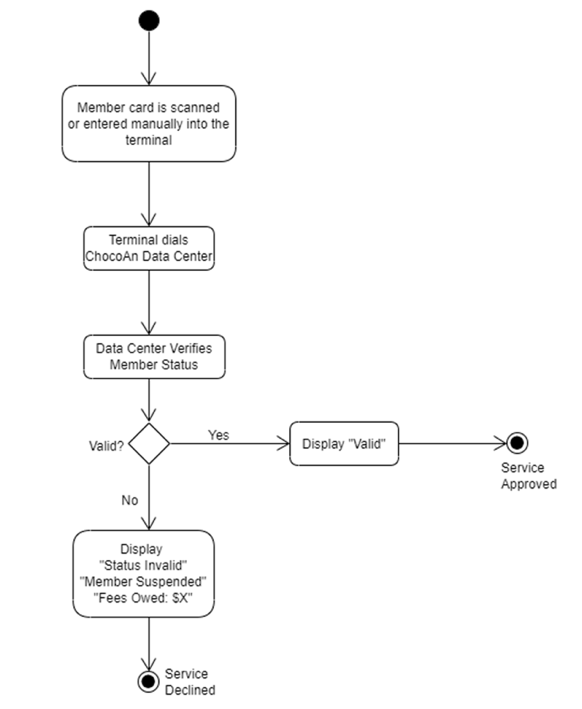 Member card is scanned
or entered manually into the
terminal
Terminal dials
ChocoAn Data Center
Data Center Verifies
Member Status
Valid?
Yes
Display "Valid"
Service
Approved
No
Display
"Status Invalid"
"Member Suspended"
"Fees Owed: $X"
Service
Declined